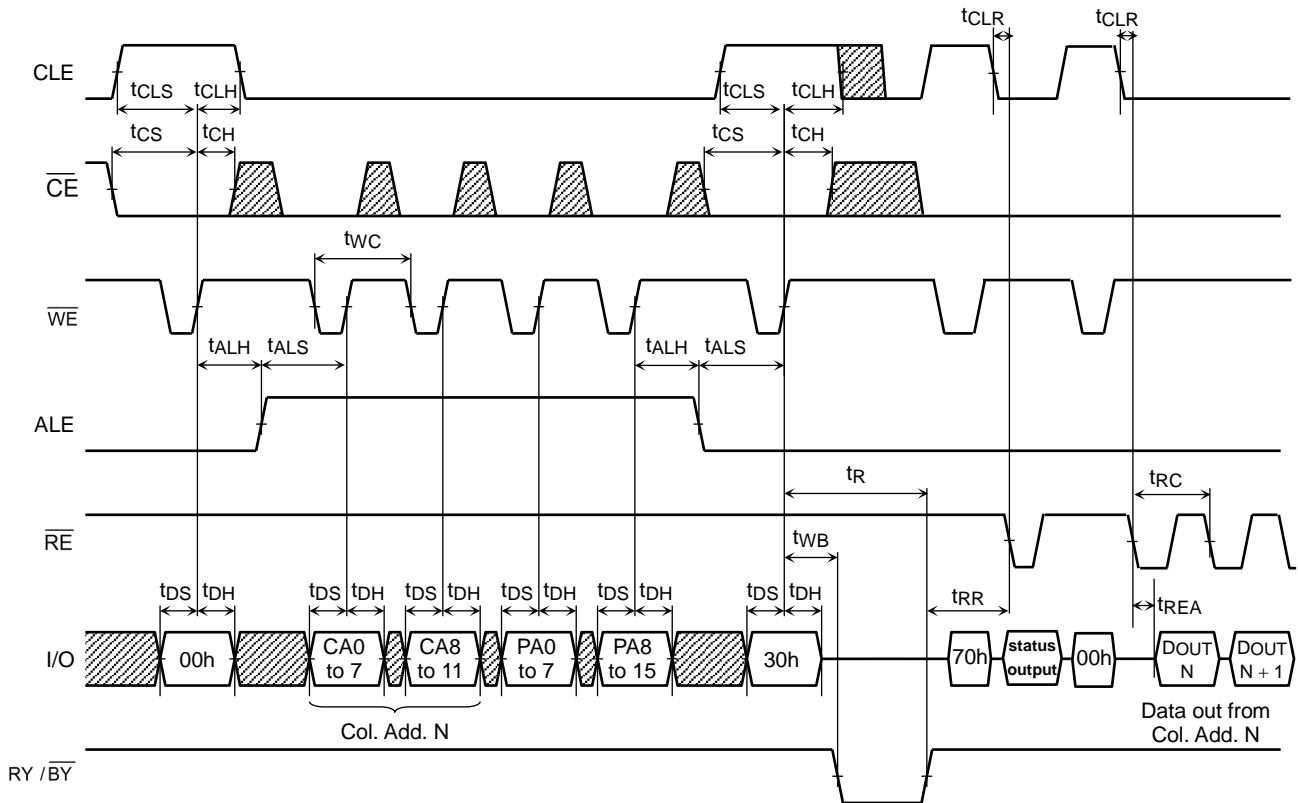 tCLR tCLR
CLE
tCLS tCLH tCLS tCLH
tCS tCH tCS tCH
CE
tWC
WE
tALH tALS tALH tALS
ALE
tR
tRC
RE
tWB
tDS tDH tDS tDH tDS tDH tDS tDH tDS tDH tDS tDH tRR tREA
I/O 00h CA0 to 7 CA8 to 11 PA0 to 7 PA8 to 15 30h 70h status output 00h DOUT N DOUT N + 1
Col. Add. N
Data out from
Col. Add. N
RY / BY